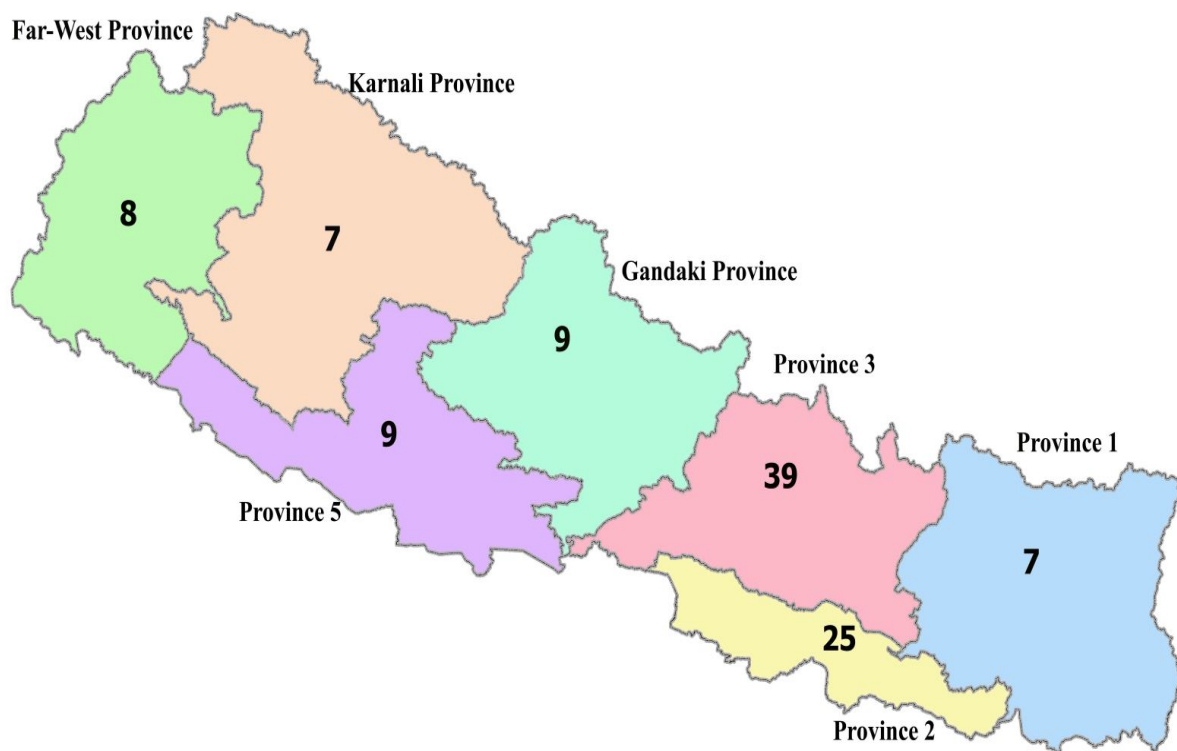 Far-West Province
Karnali Province
8
7
Gandaki Province
9
Province 3
9
Province 1
39
Province 5
7
25
Province 2